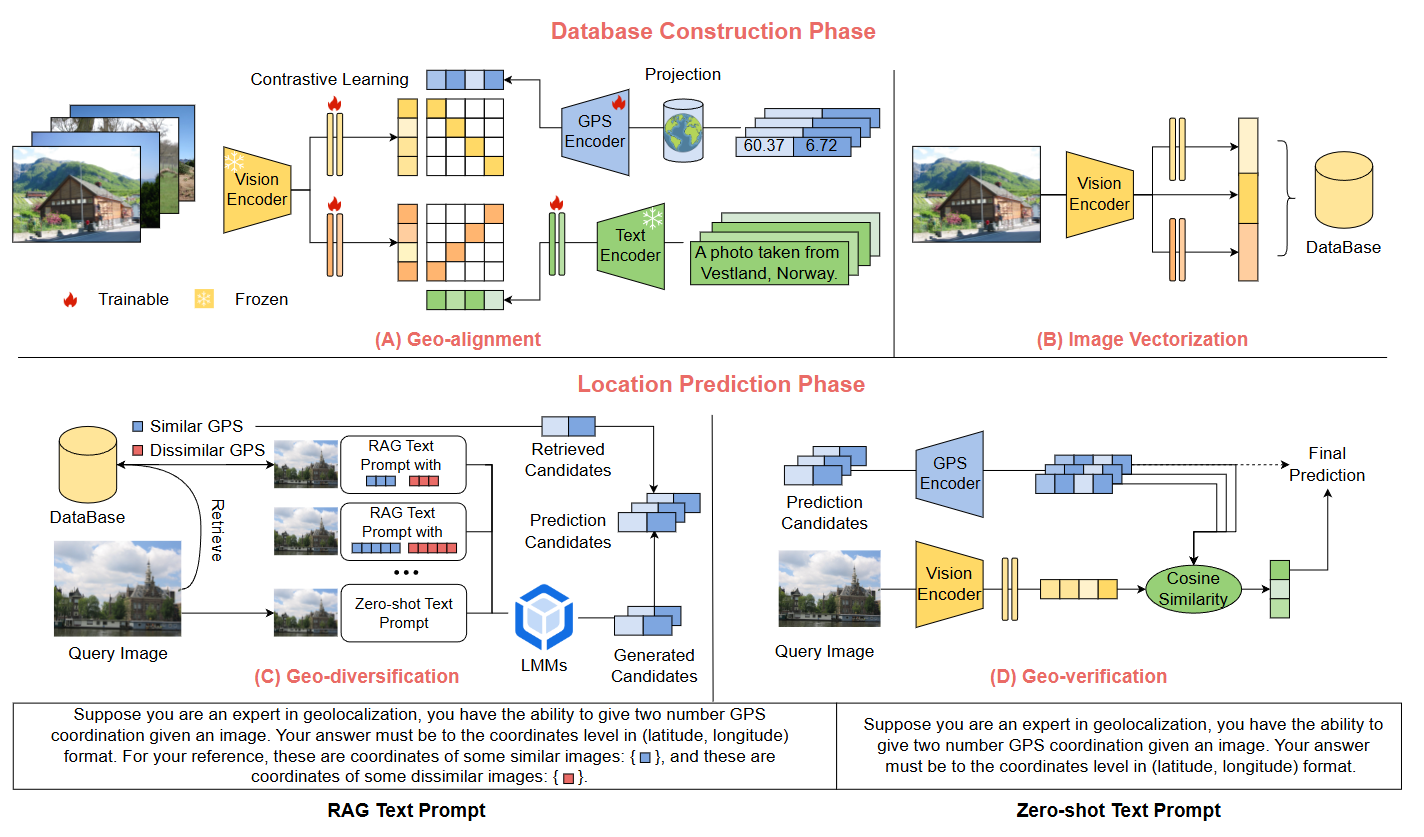 Database Construction Phase
Contrastive Learning
Projection
GPS
Encoder
60.37 6.72
Vision
Encoder
Text
Encoder
A photo taken from
Vestland, Norway.
Trainable
Frozen
(A) Geo-alignment
Vision
Encoder
DataBase
(B) Image Vectorization
Location Prediction Phase
Similar GPS
Dissimilar GPS
DataBase
Retrieve
Query Image
RAG Text
Prompt with
RAG Text
Prompt with
...
Zero-shot Text
Prompt
LMMs
Retrieved
Candidates
Prediction
Candidates
Generated
Candidates
(C) Geo-diversification
Prediction
Candidates
GPS
Encoder
Final
Prediction
Query Image
Vision
Encoder
Cosine
Similarity
(D) Geo-verification
Suppose you are an expert in geolocalization, you have the ability to give two number GPS
coordination given an image. Your answer must be to the coordinates level in (latitude, longitude)
format. For your reference, these are coordinates of some similar images: { }, and these are
coordinates of some dissimilar images: { }.
RAG Text Prompt
Suppose you are an expert in geolocalization, you have the ability to
give two number GPS coordination given an image. Your answer
must be to the coordinates level in (latitude, longitude) format.
Zero-shot Text Prompt